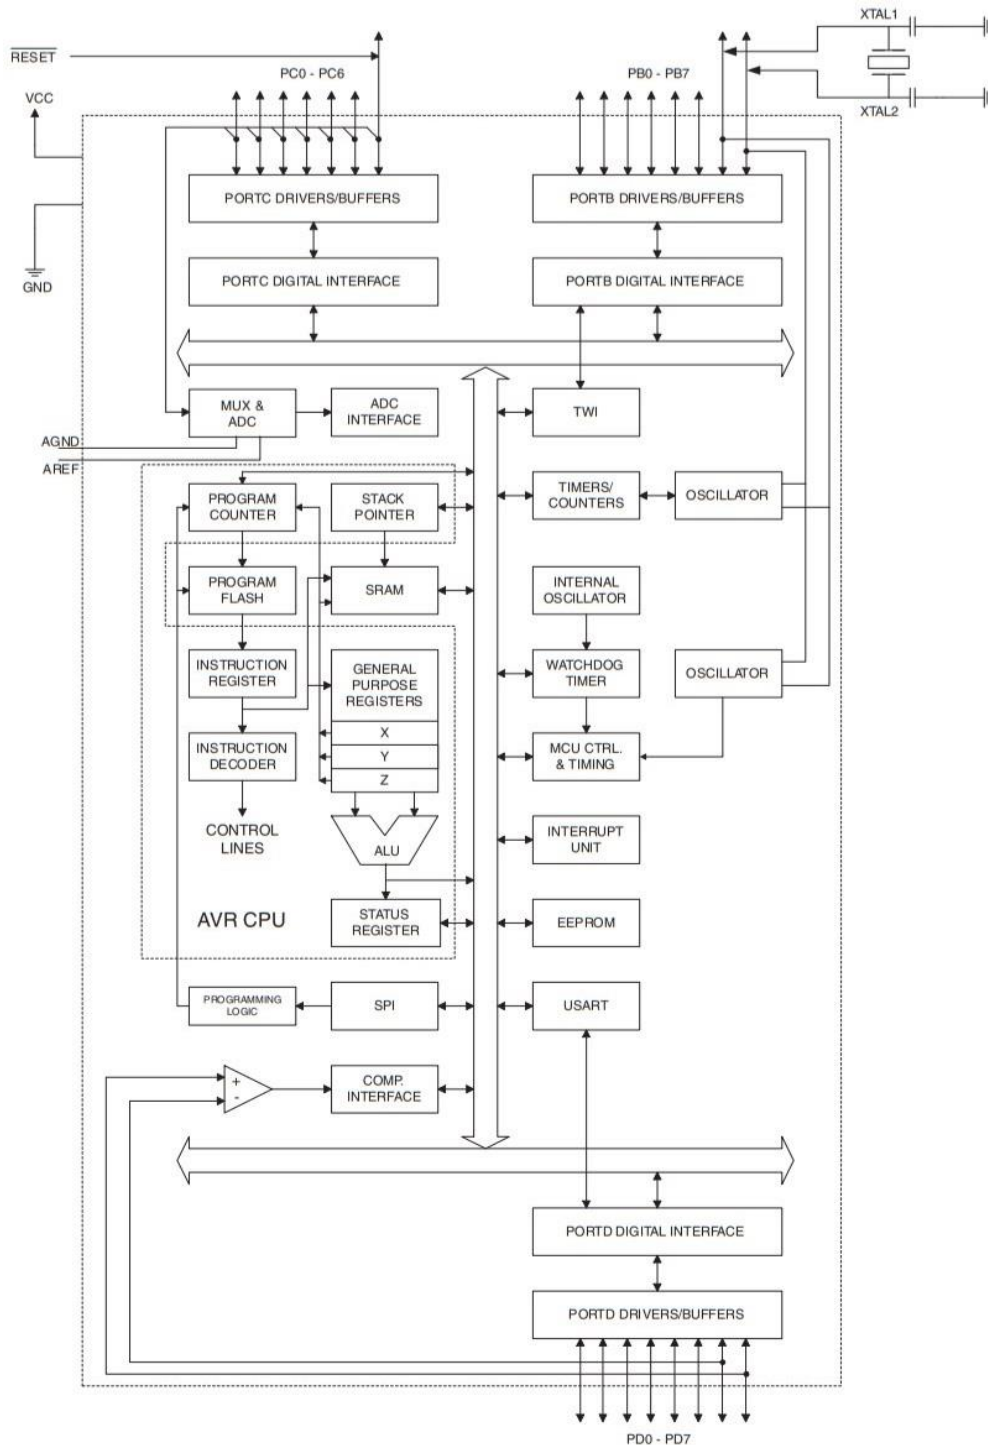 XTAL1
RESET
PC0 - PC6
PB0 - PB7
VCC
XTAL2
PORTC DRIVERS/BUFFERS
PORTB DRIVERS/BUFFERS
GND
PORTC DIGITAL INTERFACE
PORTB DIGITAL INTERFACE
MUX &
ADC
ADC
INTERFACE
TWI
AGND
AREF
PROGRAM
COUNTER
STACK
POINTER
TIMERS/
COUNTERS
OSCILLATOR
PROGRAM
FLASH
SRAM
INTERNAL
OSCILLATOR
INSTRUCTION
REGISTER
GENERAL
PURPOSE
REGISTERS
WATCHDOG
TIMER
OSCILLATOR
X
Y
Z
INSTRUCTION
DECODER
MCU CTRL.
& TIMING
CONTROL
LINES
ALU
INTERRUPT
UNIT
AVR CPU
STATUS
REGISTER
EEPROM
PROGRAMMING
LOGIC
SPI
USART
+
-
COMP.
INTERFACE
PORTD DIGITAL INTERFACE
PORTD DRIVERS/BUFFERS
PD0 - PD7